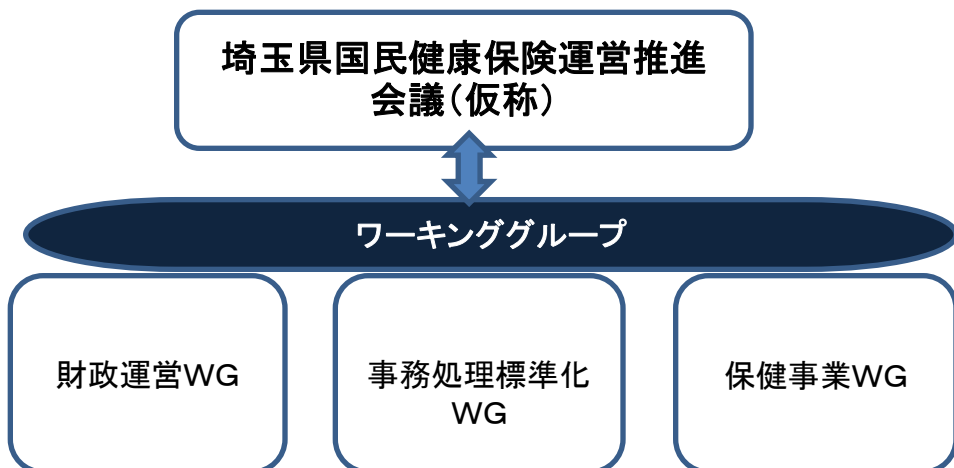 埼玉県国民健康保険運営推進
会議（仮称）
ワーキンググループ
財政運営ＷＧ
事務処理標準化
ＷＧ
保健事業ＷＧ